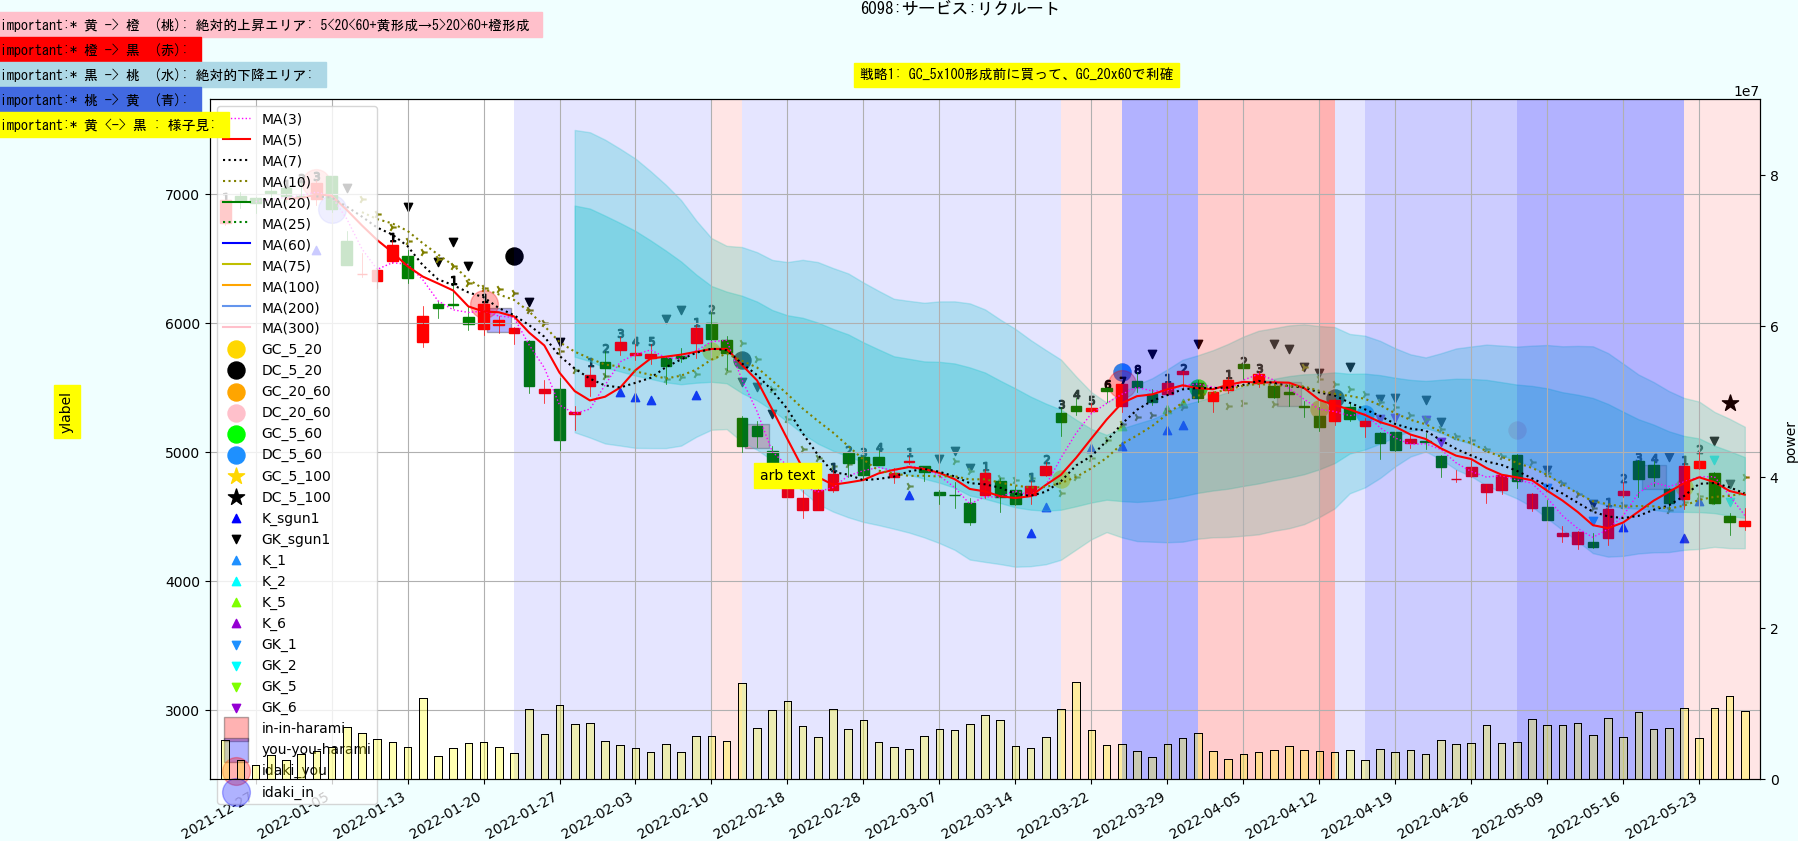 6098:サービス:リクルート
important:* 黄 -> 橙 (桃): 絶対的上昇エリア: 5<20<60+黄形成→5>20>60+橙形成
important:* 橙 -> 黒 (赤):
important:* 黒 -> 桃 (水): 絶対的下降エリア:
戦略1: GC_5x100形成前に買って、GC_20x60で利確
important:* 桃 -> 黄 (青):
important:* 黄 <-> 黒 : 様子見:
1e7
MA(3)
MA(5)
MA(7)
MA(10)
MA(20)
MA(25)
MA(60)
MA(75)
MA(100)
MA(200)
MA(300)
GC_5_20
DC_5_20
GC_20_60
DC_20_60
GC_5_60
DC_5_60
GC_5_100
DC_5_100
K_sgun1
GK_sgun1
K_1
K_2
K_5
K_6
GK_1
GK_2
GK_5
GK_6
in-in-harami
you-you-harami
idaki_you
idaki_in
7000
6000
5000
4000
3000
ylabel
arb text
8
6
4
2
0
power
2021-12-27
2022-01-05
2022-01-13
2022-01-20
2022-01-27
2022-02-03
2022-02-10
2022-02-18
2022-02-28
2022-03-07
2022-03-14
2022-03-22
2022-03-29
2022-04-05
2022-04-12
2022-04-19
2022-04-26
2022-05-09
2022-05-16
2022-05-23